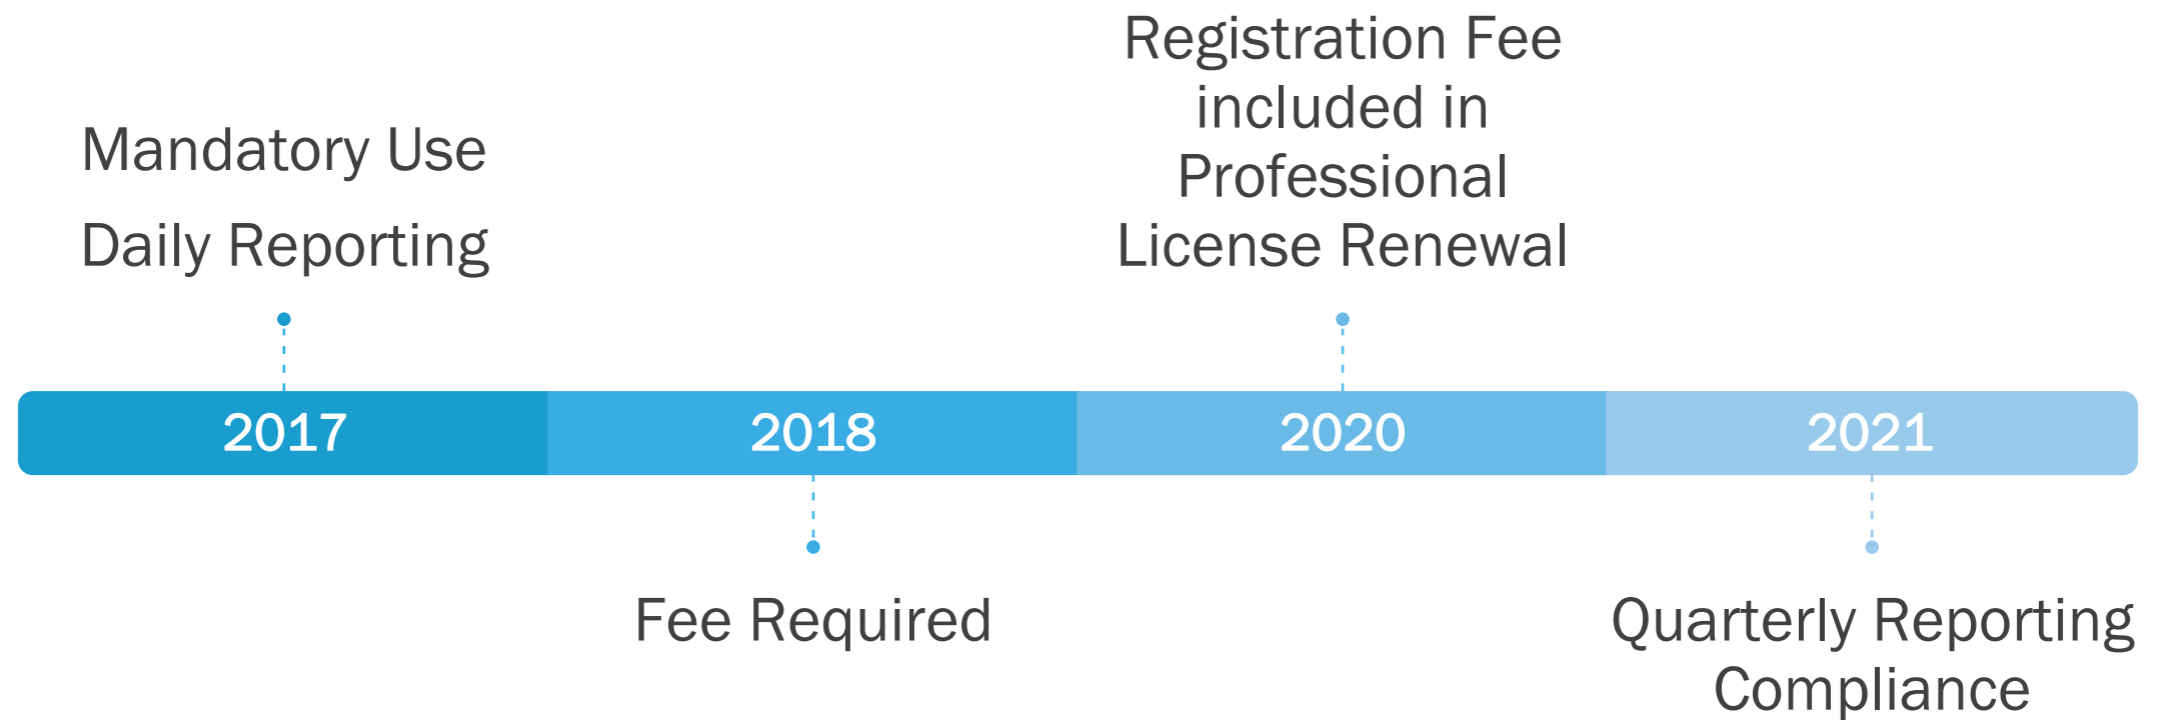 Mandatory Use
Daily Reporting
Registration Fee
included in
Professional
License Renewal
2017
2018
2020
2021
Fee Required
Quarterly Reporting
Compliance